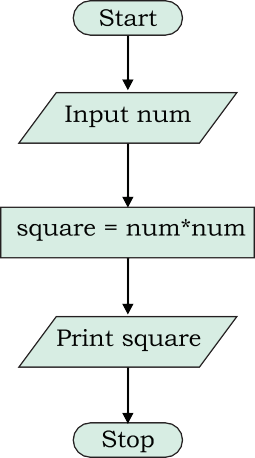 Start
Input num
square = num*num
Print square
Stop